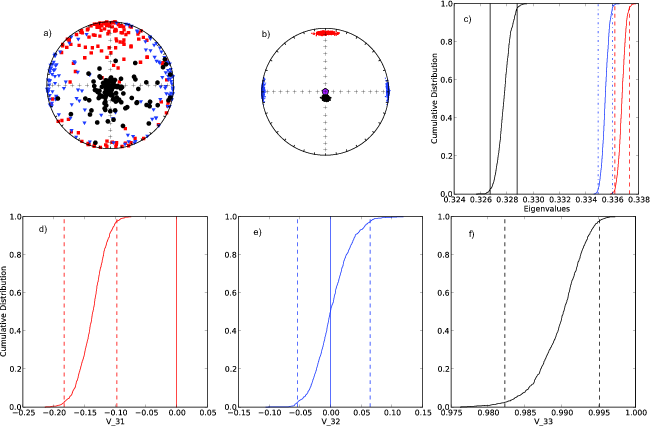 a)
b)
c)
Cumulative Distribution
1.0
0.8
0.6
0.4
0.2
0.0
0.324 0.326 0.328 0.330 0.332 0.334 0.336 0.338
Eigenvalues
d)
Cumulative Distribution
1.0
0.8
0.6
0.4
0.2
0.0
−0.25 −0.20 −0.15 −0.10 −0.05 0.00 0.05
V_31
e)
1.0
0.8
0.6
0.4
0.2
0.0
−0.15 −0.10 −0.05 0.00 0.05 0.10 0.15
V_32
f)
1.0
0.8
0.6
0.4
0.2
0.0
0.975 0.980 0.985 0.990 0.995 1.000
V_33